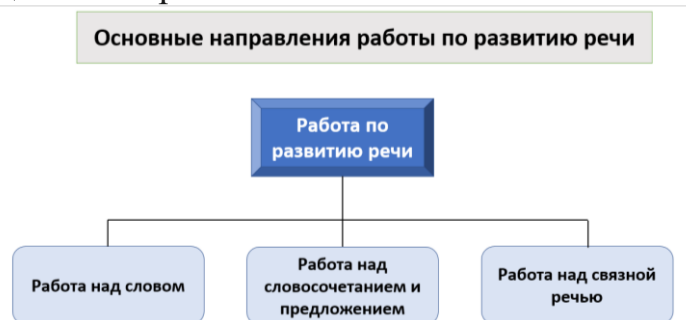 Основные направления работы по развитию речи
Работа по
развитию речи
Работа над словом
Работа над
словосочетанием и
предложением
Работа над связной
речью